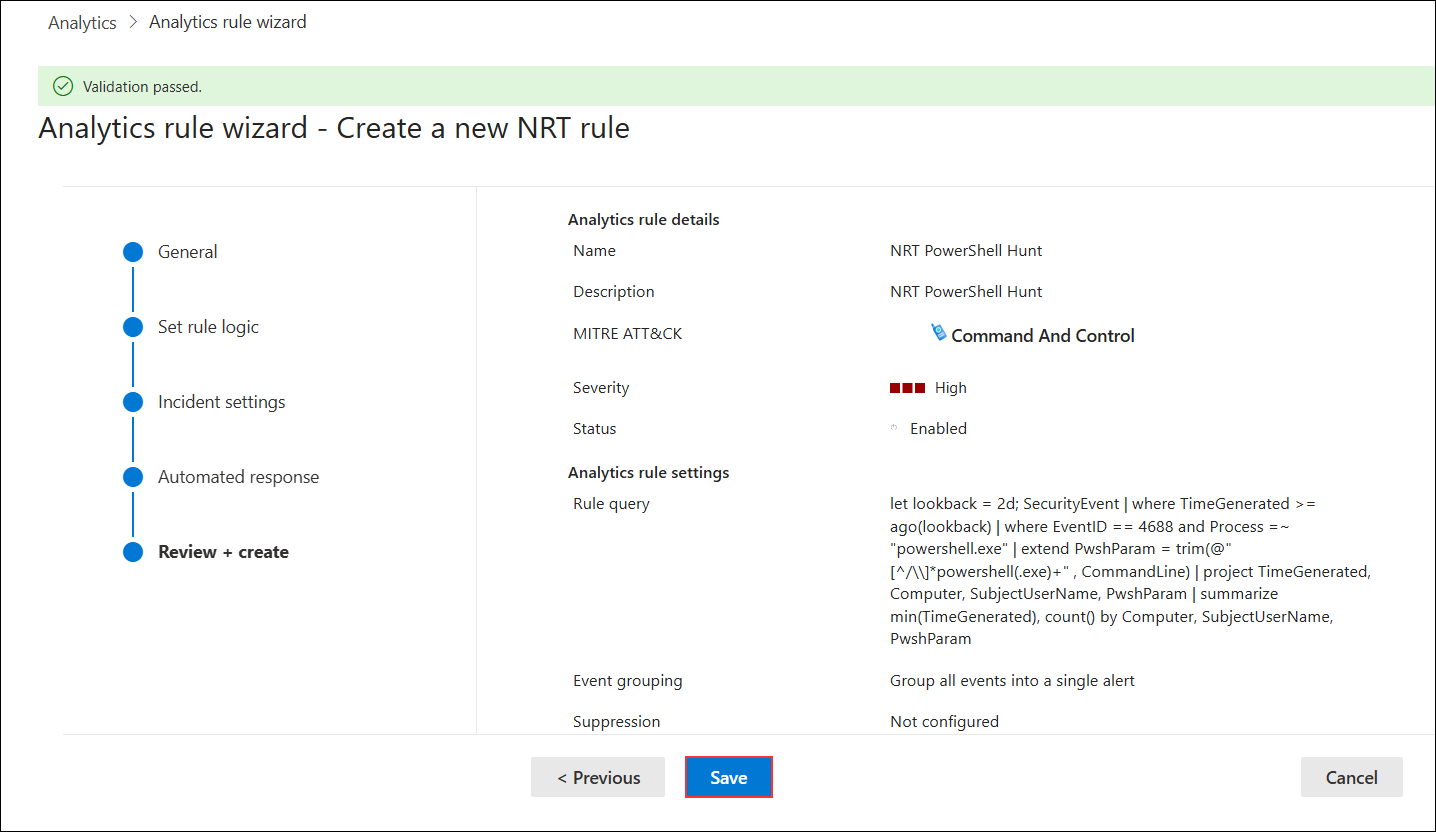 Analytics > Analytics rule wizard
Validation passed.
Analytics rule wizard - Create a new NRT rule
General
Set rule logic
Incident settings
Automated response
Review + create
Analytics rule details
Name NRT PowerShell Hunt
Description NRT PowerShell Hunt
MITRE ATT&CK Command And Control
Severity High
Status Enabled
Analytics rule settings
Rule query let lookback = 2d; SecurityEvent | where TimeGenerated >=
ago(lookback) | where EventID == 4688 and Process =~
"powershell.exe" | extend PwshParam = trim(@"
[^/\\]*powershell(.exe)+" , CommandLine) | project TimeGenerated,
Computer, SubjectUserName, PwshParam | summarize
min(TimeGenerated), count() by Computer, SubjectUserName,
PwshParam
Event grouping Group all events into a single alert
Suppression Not configured
< Previous Save Cancel